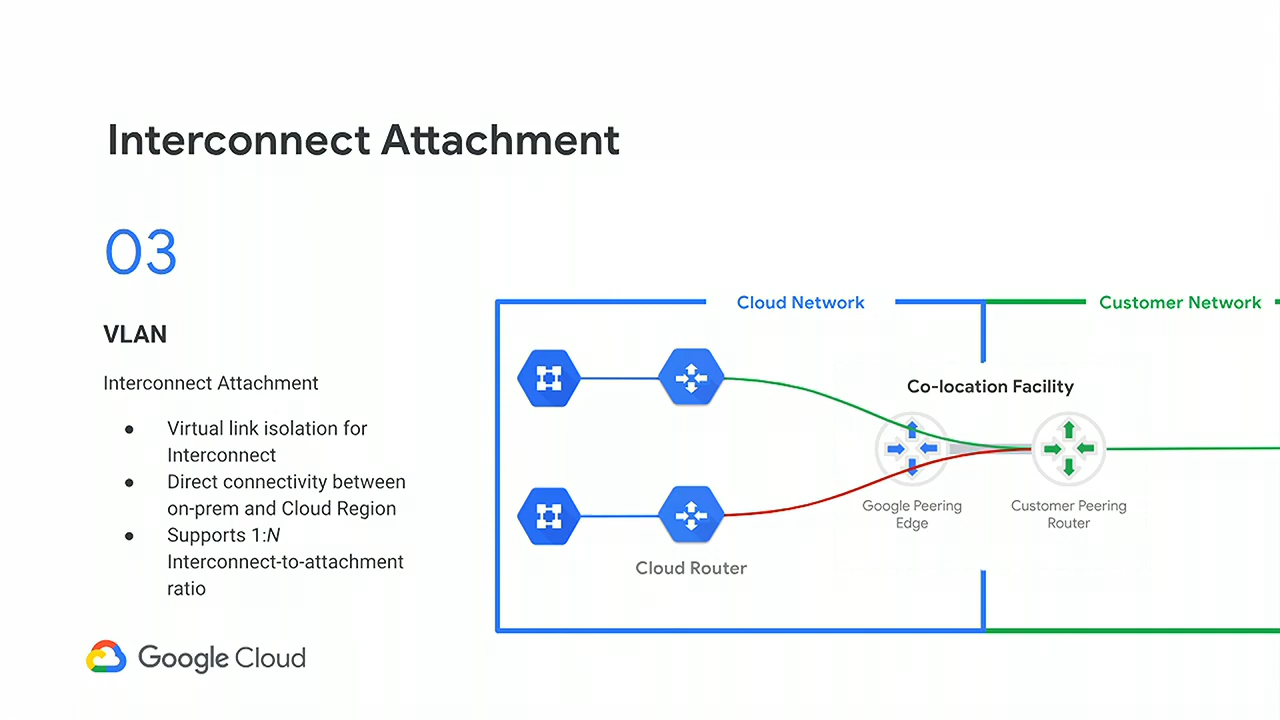 Interconnect Attachment
03
VLAN
Interconnect Attachment
● Virtual link isolation for
Interconnect
● Direct connectivity between
on-prem and Cloud Region
● Supports 1:N
Interconnect-to-attachment
ratio
Cloud Network
Customer Network
Co-location Facility
Google Peering
Edge
Customer Peering
Router
Cloud Router
Google Cloud